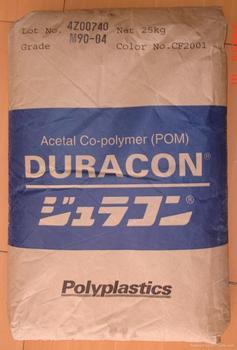 Lot No. 4Z00740 Net 25kg
Grade M90-04 Color No.CF2001
Acetal Co-polymer (POM)
DURACON®
ジュラコン®
Polyplastics